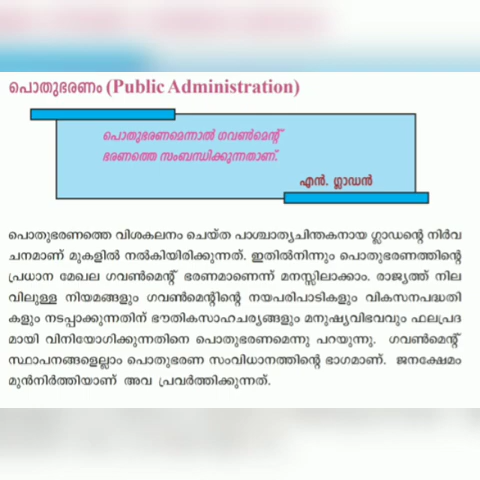 പൊതുഭരണം (Public Administration)
പൊതുഭരണമെന്നാൽ ഗവൺമെന്റ്
ഭരണത്തെ സംബന്ധിക്കുന്നതാണ്.
എൻ. ഗ്ലാഡൻ
പൊതുഭരണത്തെ വിശകലനം ചെയ്ത പാശ്ചാത്യചിന്തകനായ ഗ്ലാഡന്റെ നിർവ
ചനമാണ് മുകളിൽ നൽകിയിരിക്കുന്നത്. ഇതിൽനിന്നും പൊതുഭരണത്തിന്റെ
പ്രധാന മേഖല ഗവൺമെന്റ് ഭരണമാണെന്ന് മനസ്സിലാക്കാം. രാജ്യത്ത് നില
വിലുള്ള നിയമങ്ങളും ഗവൺമെന്റിന്റെ നയപരിപാടികളും വികസനപദ്ധതി
കളും നടപ്പാക്കുന്നതിന് ഭൗതികസാഹചര്യങ്ങളും മനുഷ്യവിഭവവും ഫലപ്രദ
മായി വിനിയോഗിക്കുന്നതിനെ പൊതുഭരണമെന്നു പറയുന്നു. ഗവൺമെന്റ്
സ്ഥാപനങ്ങളെല്ലാം പൊതുഭരണ സംവിധാനത്തിന്റെ ഭാഗമാണ്. ജനക്ഷേമം
മുൻനിർത്തിയാണ് അവ പ്രവർത്തിക്കുന്നത്.